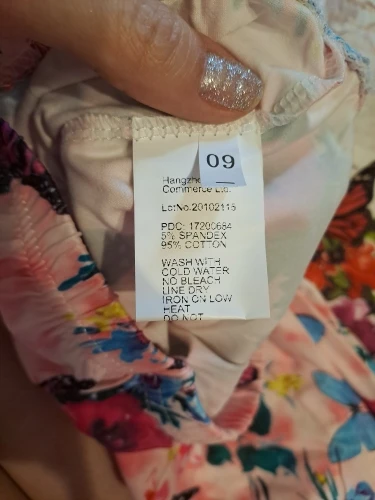 09
Hangzho
Commerce Ltd.
LotNo.20102115
PDC: 17200684
5% SPANDEX
95% COTTON
WASH WITH
COLD WATER
NO BLEACH
LINE DRY
IRON ON LOW
HEAT
DO NOT